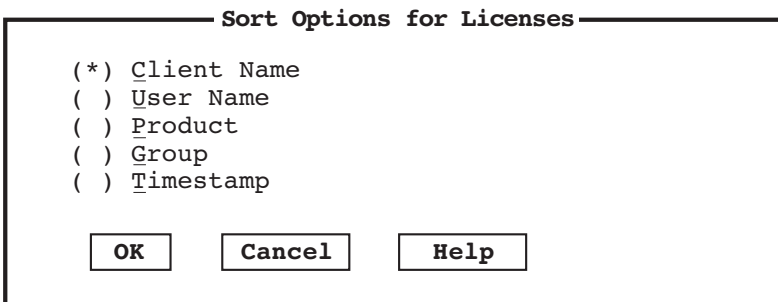 Sort Options for Licenses
(*) Client Name
( ) User Name
( ) Product
( ) Group
( ) Timestamp
OK Cancel Help